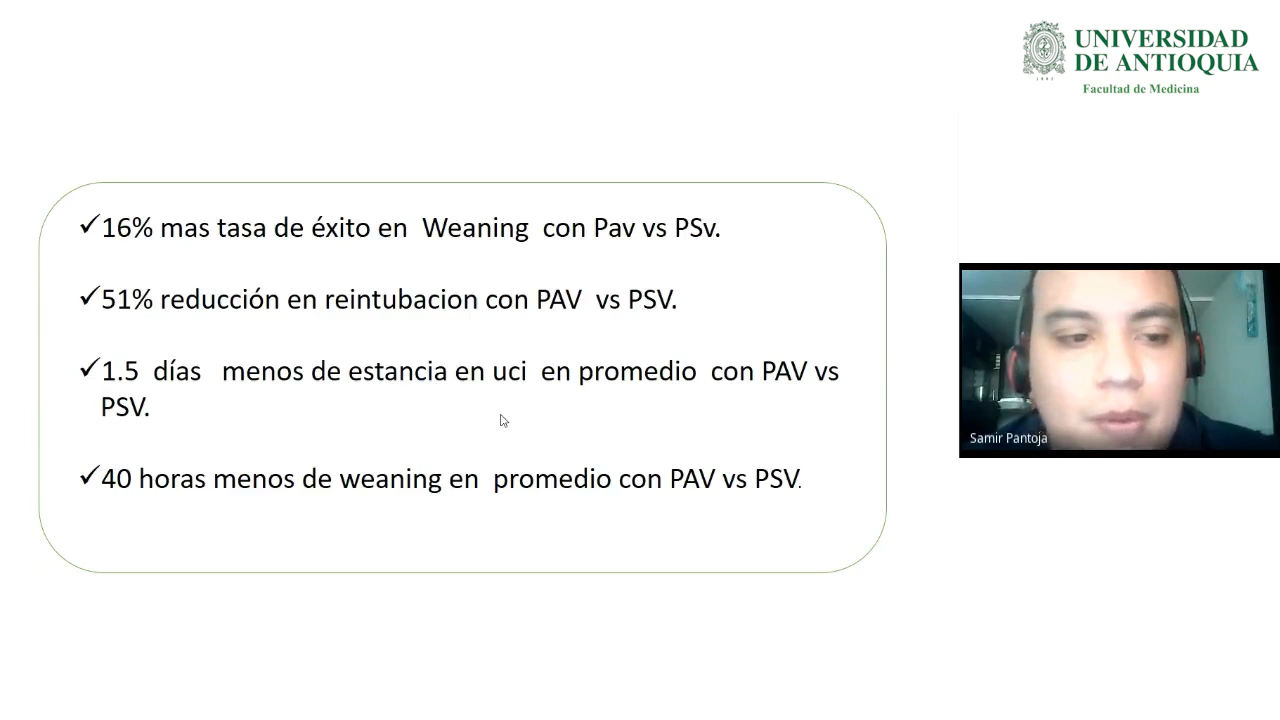 UNIVERSIDAD
DE ANTIOQUIA
Facultad de Medicina
✓16% mas tasa de éxito en Weaning con Pav vs PSv.
✓51% reducción en reintubacion con PAV vs PSV.
✓1.5 días menos de estancia en uci en promedio con PAV vs
PSV.
✓40 horas menos de weaning en promedio con PAV vs PSV.
Samir Pantoja